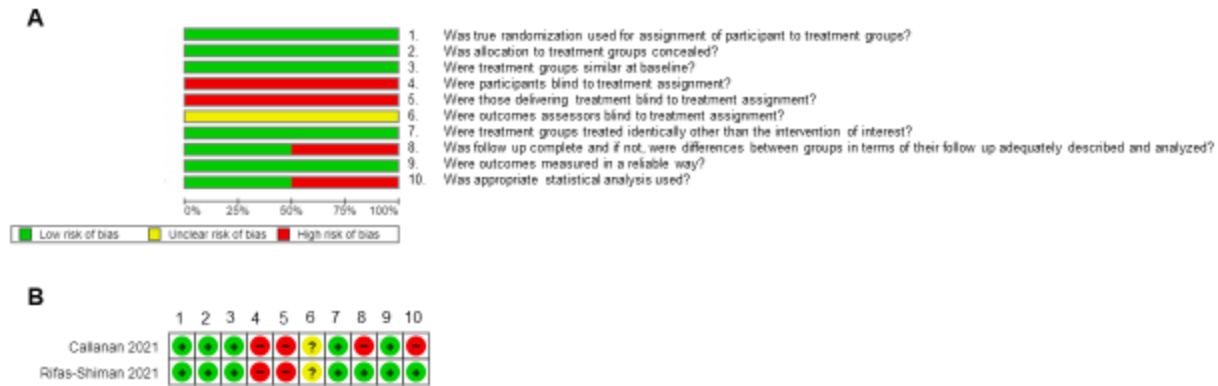 A
1. Was true randomization used for assignment of participant to treatment groups?
2. Was allocation to treatment groups concealed?
3. Were treatment groups similar at baseline?
4. Were participants blind to treatment assignment?
5. Were those delivering treatment blind to treatment assignment?
6. Were outcomes assessors blind to treatment assignment?
7. Were treatment groups treated identically other than the intervention of interest?
8. Was follow up complete and if not, were differences between groups in terms of their follow up adequately described and analyzed?
9. Were outcomes measured in a reliable way?
10. Was appropriate statistical analysis used?
0% 25% 50% 75% 100%
Low risk of bias Unclear risk of bias High risk of bias
B
1 2 3 4 5 6 7 8 9 10
Callanan 2021 + + + - - ? + - + -
Rifas-Shiman 2021 + + + - - ? + + + +